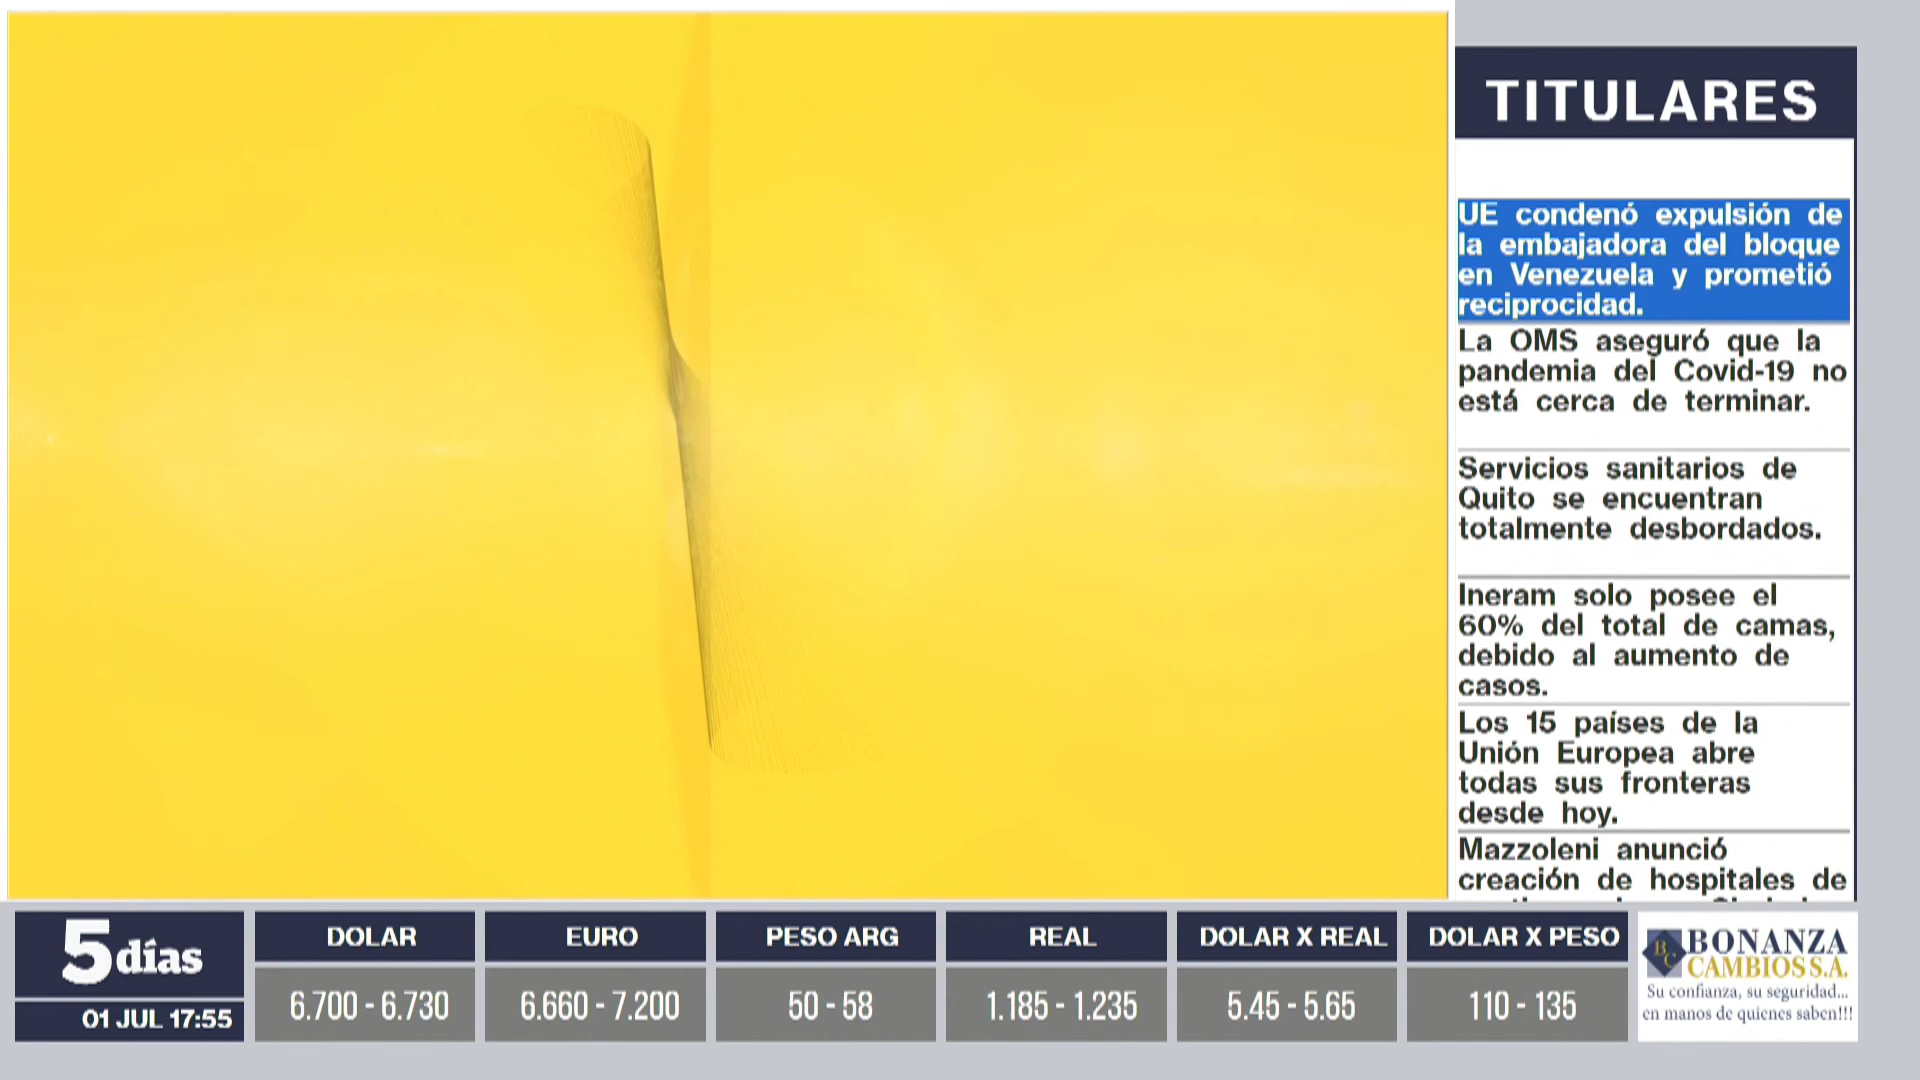 TITULARES
UE condenó expulsión de
la embajadora del bloque
en Venezuela y prometió
reciprocidad.
La OMS aseguró que la
pandemia del Covid-19 no
está cerca de terminar.
Servicios sanitarios de
Quito se encuentran
totalmente desbordados.
Ineram solo posee el
60% del total de camas,
debido al aumento de
casos.
Los 15 países de la
Unión Europea abre
todas sus fronteras
desde hoy.
Mazzoleni anunció
creación de hospitales de
5días
01 JUL 17:55
DOLAR
6.700 - 6.730
EURO
6.660 - 7.200
PESO ARG
50 - 58
REAL
1.185 - 1.235
DOLAR X REAL
5.45 - 5.65
DOLAR X PESO
110 - 135
BC
BONANZA
CAMBIOS S.A.
Su confianza, su seguridad...
en manos de quienes saben!!!